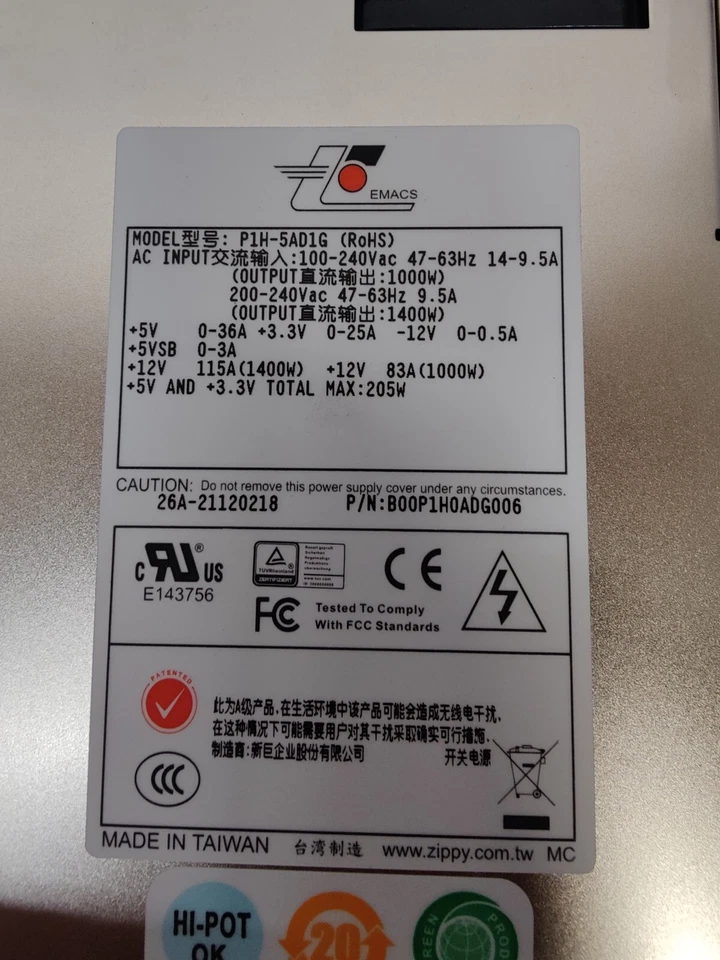 EMACS
MODEL型号: P1H-5AD1G (RoHS)
AC INPUT交流输入:100-240Vac 47-63Hz 14-9.5A
(OUTPUT直流输出:1000W)
200-240Vac 47-63Hz 9.5A
(OUTPUT直流输出:1400W)
+5V 0-36A +3.3V 0-25A -12V 0-0.5A
+5VSB 0-3A
+12V 115A(1400W) +12V 83A(1000W)
+5V AND +3.3V TOTAL MAX:205W
CAUTION: Do not remove this power supply cover under any circumstances.
26A-21120218 P/N:B00P1H0ADG006
c RU US ®
E143756
TÜVRheinland
ZERTIFIZIERT
CE
FC Tested To Comply
With FCC Standards
PATENTED
此为A级产品,在生活环境中该产品可能会造成无线电干扰,
在这种情况下可能需要用户对其干扰采取确实可行措施.
制造商:新巨企业股份有限公司 开关电源
CCC
MADE IN TAIWAN 台湾制造 www.zippy.com.tw MC
HI-POT
OK
20
GREEN PROD